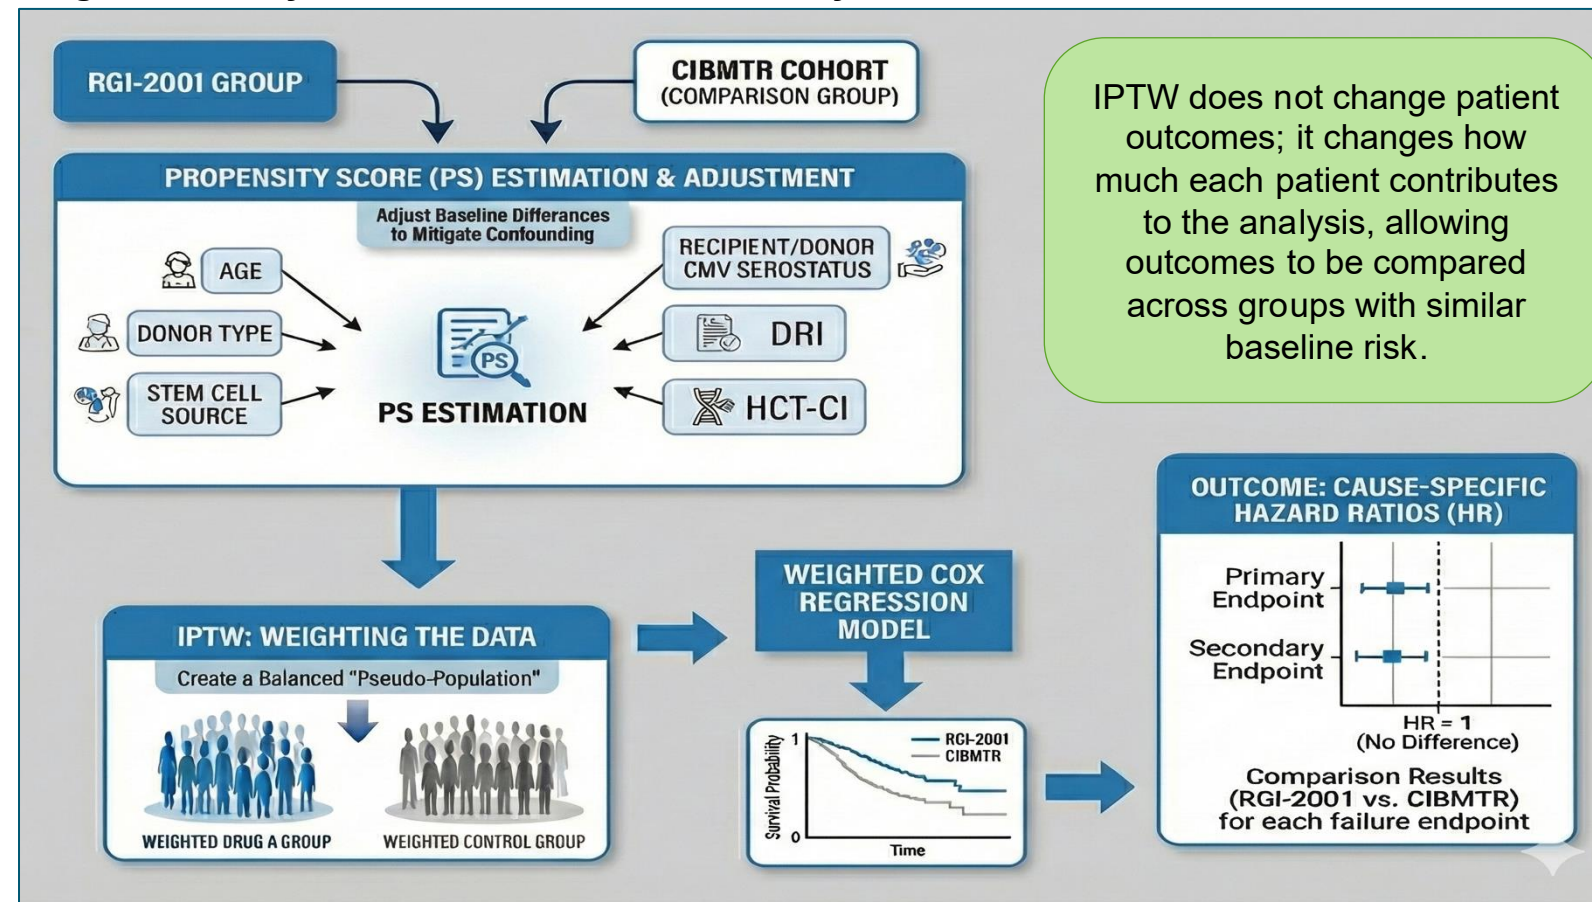 RGI-2001 GROUP
CIBMTR COHORT
(COMPARISON GROUP)
IPTW does not change patient
outcomes; it changes how
much each patient contributes
to the analysis, allowing
outcomes to be compared
across groups with similar
baseline risk.
PROPENSITY SCORE (PS) ESTIMATION & ADJUSTMENT
Adjust Baseline Differances
to Mitigate Confounding
AGE
DONOR TYPE
STEM CELL
SOURCE
PS
PS ESTIMATION
RECIPIENT/DONOR
CMV SEROSTATUS
DRI
HCT-CI
IPTW: WEIGHTING THE DATA
Create a Balanced "Pseudo-Population"
WEIGHTED DRUG A GROUP
WEIGHTED CONTROL GROUP
WEIGHTED COX
REGRESSION
MODEL
Survival Probability
1
0
RGI-2001
CIBMTR
Time
OUTCOME: CAUSE-SPECIFIC
HAZARD RATIOS (HR)
Primary
Endpoint
Secondary
Endpoint
HR = 1
(No Difference)
Comparison Results
(RGI-2001 vs. CIBMTR)
for each failure endpoint